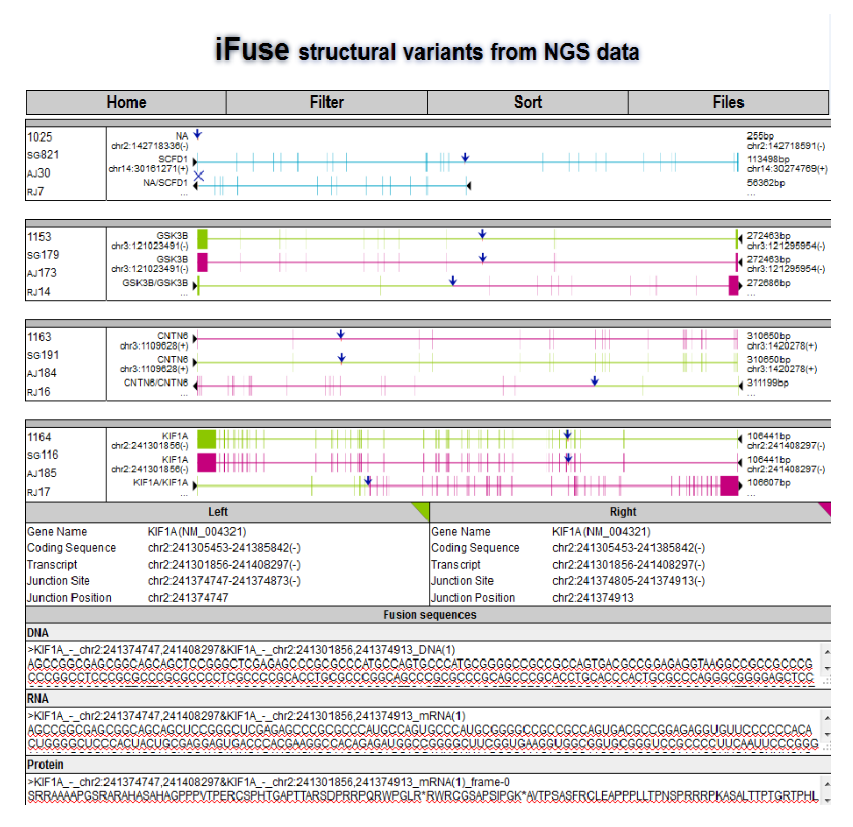 iFuse structural variants from NGS data
Home Filter Sort Files
1025 NA 255bp
chr2:142718336(-) chr2:142718591(-)
SG821 SCFD1 113498bp
chr14:30161271(+) chr14:30274769(+)
AJ30
NA/SCFD1 56362bp
RJ7 ... ...
1153 GSK3B 272463bp
chr3:121023491(-) chr3:121295954(-)
SG179 GSK3B 272463bp
chr3:121023491(-) chr3:121295954(-)
AJ173
GSK3B/GSK3B 272686bp
RJ14 ... ...
1163 CNTN6 310650bp
chr3:1109628(+) chr3:1420278(+)
SG191 CNTN6 310650bp
chr3:1109628(+) chr3:1420278(+)
AJ184
CNTN6/CNTN6 311199bp
RJ16 ... ...
1164 KIF1A 106441bp
chr2:241301856(-) chr2:241408297(-)
SG116 KIF1A 106441bp
chr2:241301856(-) chr2:241408297(-)
AJ185
KIF1A/KIF1A 106607bp
RJ17 ... ...
Left Right
Gene Name KIF1A(NM_004321) Gene Name KIF1A(NM_004321)
Coding Sequence chr2:241305453-241385842(-) Coding Sequence chr2:241305453-241385842(-)
Transcript chr2:241301856-241408297(-) Transcript chr2:241301856-241408297(-)
Junction Site chr2:241374747-241374873(-) Junction Site chr2:241374805-241374913(-)
Junction Position chr2:241374747 Junction Position chr2:241374913
Fusion sequences
DNA
>KIF1A_-_chr2:241374747,241408297&KIF1A_-_chr2:241301856,241374913_DNA(1)
AGCCGGCGAGCGGCAGCAGCTCCGGGCTCGAGAGCCCGCGCCCATGCCAGTGCCCATGCGGGGCCGCCGCCAGTGACGCCGGAGAGGTAAGGCCGCCGCCCG
CCCGGCCTCCCGCGCCCGCGCCCCTCGCCCCGCACCTGCGCCCGGCAGCCCGCGCCCGCAGCCCGCACCTGCACCCACTGCGCCCAGGGCGGGGAGCTCC
RNA
>KIF1A_-_chr2:241374747,241408297&KIF1A_-_chr2:241301856,241374913_mRNA(1)
AGCCGGCGAGCGGCAGCAGCUCCGGGCUCGAGAGCCCGCGCCCAUGCCAGUGCCCAUGCGGGGCCGCCGCCAGUGACGCCGGAGAGGUGUUCCCCCCACA
CUGGGGCUCCCACUACUGCGAGGAGUGACCCACGAAGGCCACAGAGAUGGCCGGGGCUUCGGUGAAGGUGGCGGUGCGGGUCCGCCCCUUCAAUUCCCGGG
Protein
>KIF1A_-_chr2:241374747,241408297&KIF1A_-_chr2:241301856,241374913_mRNA(1)_frame-0
SRRAAAAPGSRARAHASAHAGPPPVTPERCSPHTGAPTTARSDPRRPQRWPGLR*RWRCGSAPSIPGK*AVTPSASFRCLEAPPPLLTPNSPRRRPKASALTTPTGRTPHL